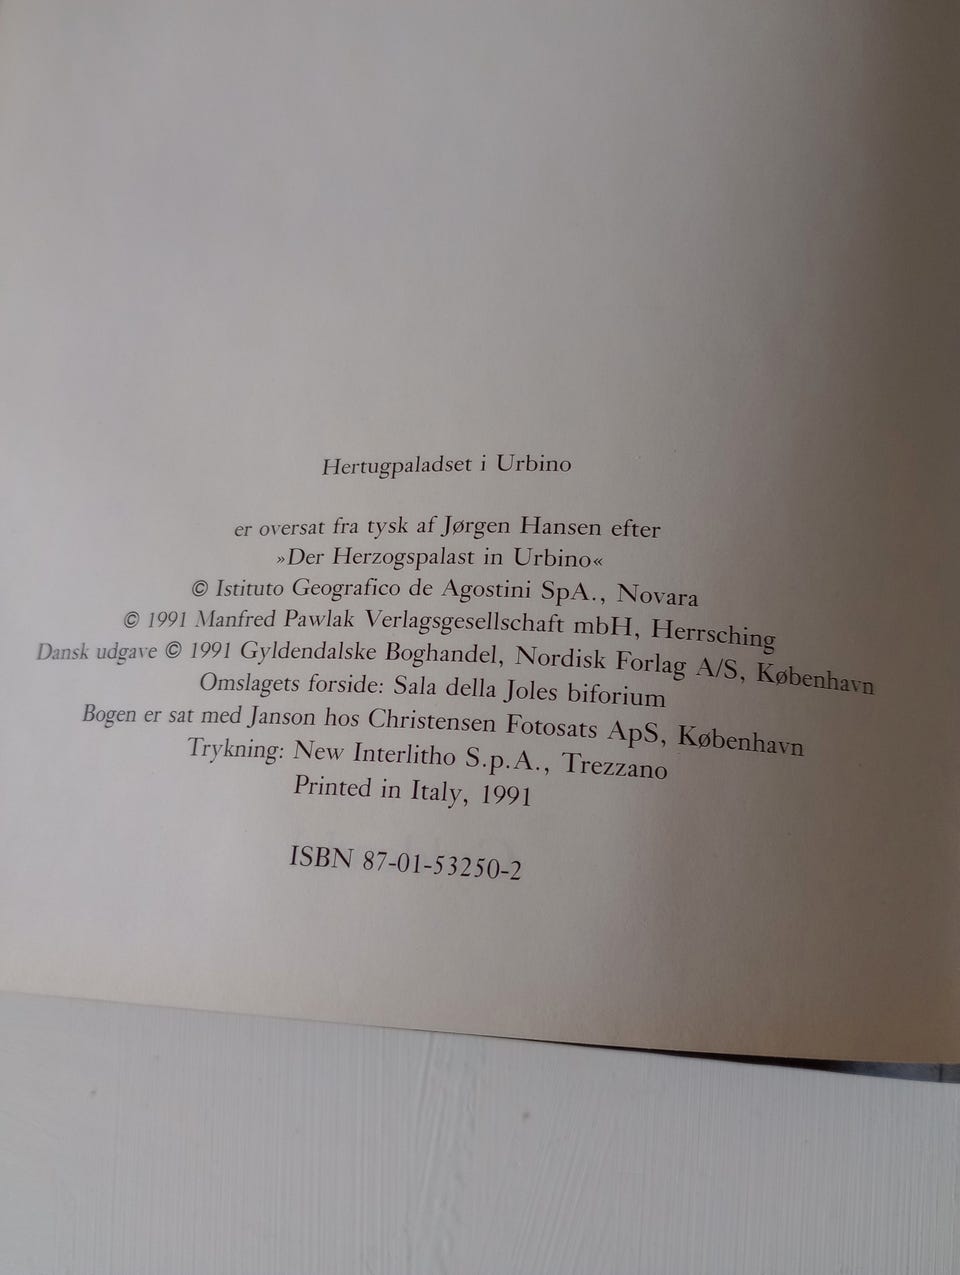 Hertugpaladset i Urbino
er oversat fra tysk af Jørgen Hansen efter
»Der Herzogspalast in Urbino«
© Istituto Geografico de Agostini SpA., Novara
© 1991 Manfred Pawlak Verlagsgesellschaft mbH, Herrsching
Dansk udgave © 1991 Gyldendalske Boghandel, Nordisk Forlag A/S, København
Omslagets forside: Sala della Joles biforium
Bogen er sat med Janson hos Christensen Fotosats ApS, København
Trykning: New Interlitho S.p.A., Trezzano
Printed in Italy, 1991
ISBN 87-01-53250-2